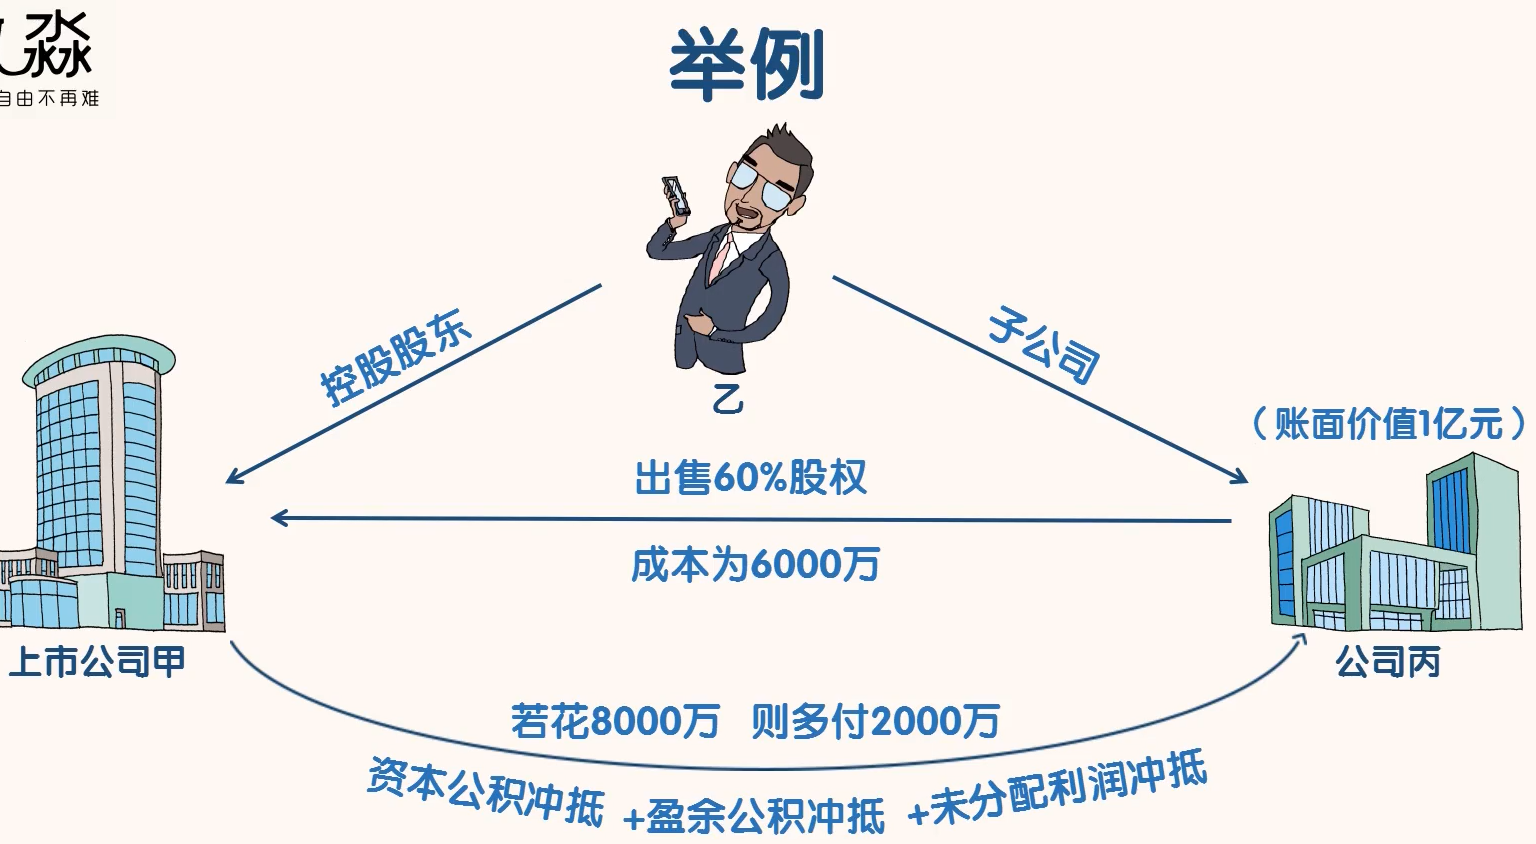 淼
自由不再难
举例
控股股东
子公司
乙
（账面价值1亿元）
出售60%股权
成本为6000万
上市公司甲
公司丙
若花8000万 则多付2000万
资本公积冲抵 +盈余公积冲抵 +未分配利润冲抵